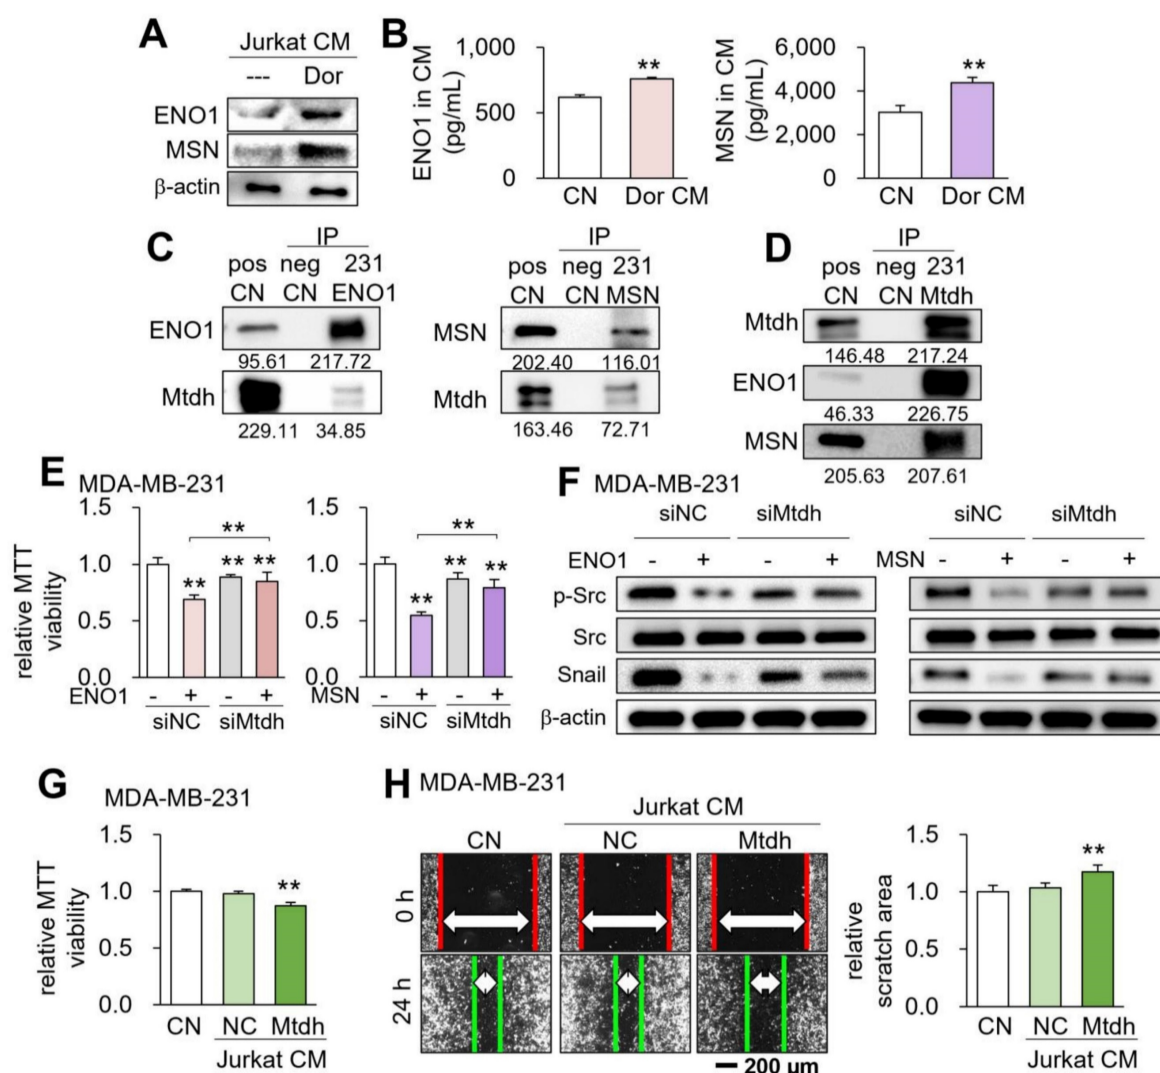 A
Jurkat CM
--- Dor
ENO1
MSN
β-actin
B
ENO1 in CM
(pg/mL)
1,000
500
0
**
CN Dor CM
MSN in CM
(pg/mL)
6,000
4,000
2,000
0
**
CN Dor CM
C
IP
pos neg 231
CN CN ENO1
ENO1
95.61 217.72
Mtdh
229.11 34.85
IP
pos neg 231
CN CN MSN
MSN
202.40 116.01
Mtdh
163.46 72.71
D
IP
pos neg 231
CN CN Mtdh
Mtdh
146.48 217.24
ENO1
46.33 226.75
MSN
205.63 207.61
E
MDA-MB-231
relative MTT
viability
1.5
1.0
0.5
0.0
**
** ** **
ENO1 - + - +
siNC siMtdh
1.5
1.0
0.5
0.0
**
** ** **
MSN - + - +
siNC siMtdh
F
MDA-MB-231
siNC siMtdh
ENO1 - + - +
p-Src
Src
Snail
β-actin
siNC siMtdh
MSN - + - +
G
MDA-MB-231
relative MTT
viability
1.5
1.0
0.5
0.0
**
CN NC Mtdh
Jurkat CM
H
MDA-MB-231
Jurkat CM
CN NC Mtdh
0 h
24 h
200 µm
relative
scratch area
1.5
1.0
0.5
0.0
**
CN NC Mtdh
Jurkat CM